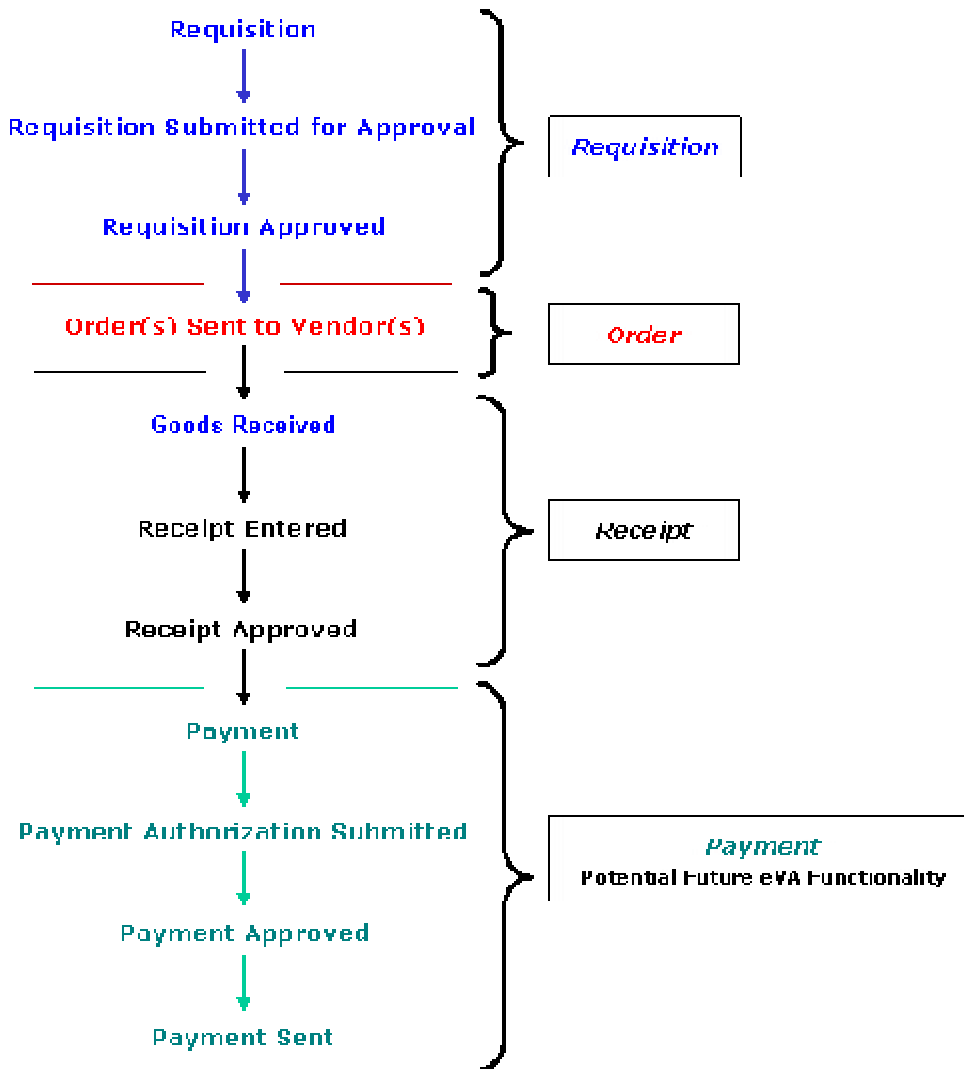 Requisition
Requisition Submitted for Approval
Requisition
Requisition Approved
Order(s) Sent to Vendor(s)
Order
Goods Received
Receipt Entered
Receipt
Receipt Approved
Payment
Payment Authorization Submitted
Payment
Potential Future eVA Functionality
Payment Approved
Payment Sent